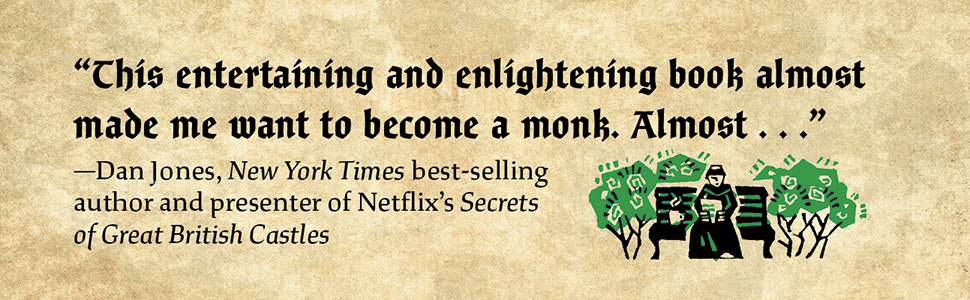 “This entertaining and enlightening book almost
made me want to become a monk. Almost . . .”
—Dan Jones, New York Times best-selling
author and presenter of Netflix’s Secrets
of Great British Castles